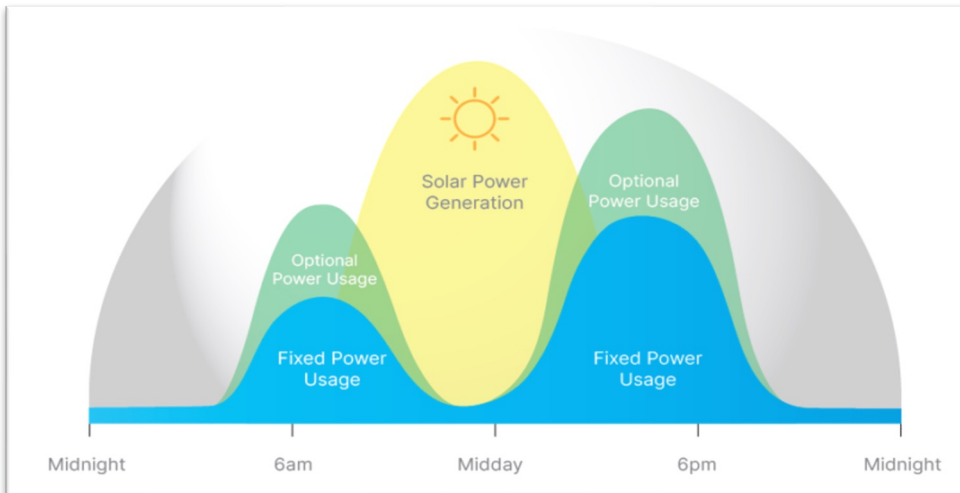 Solar Power
Generation
Optional
Power Usage
Optional
Power Usage
Fixed Power
Usage
Fixed Power
Usage
Midnight
6am
Midday
6pm
Midnight